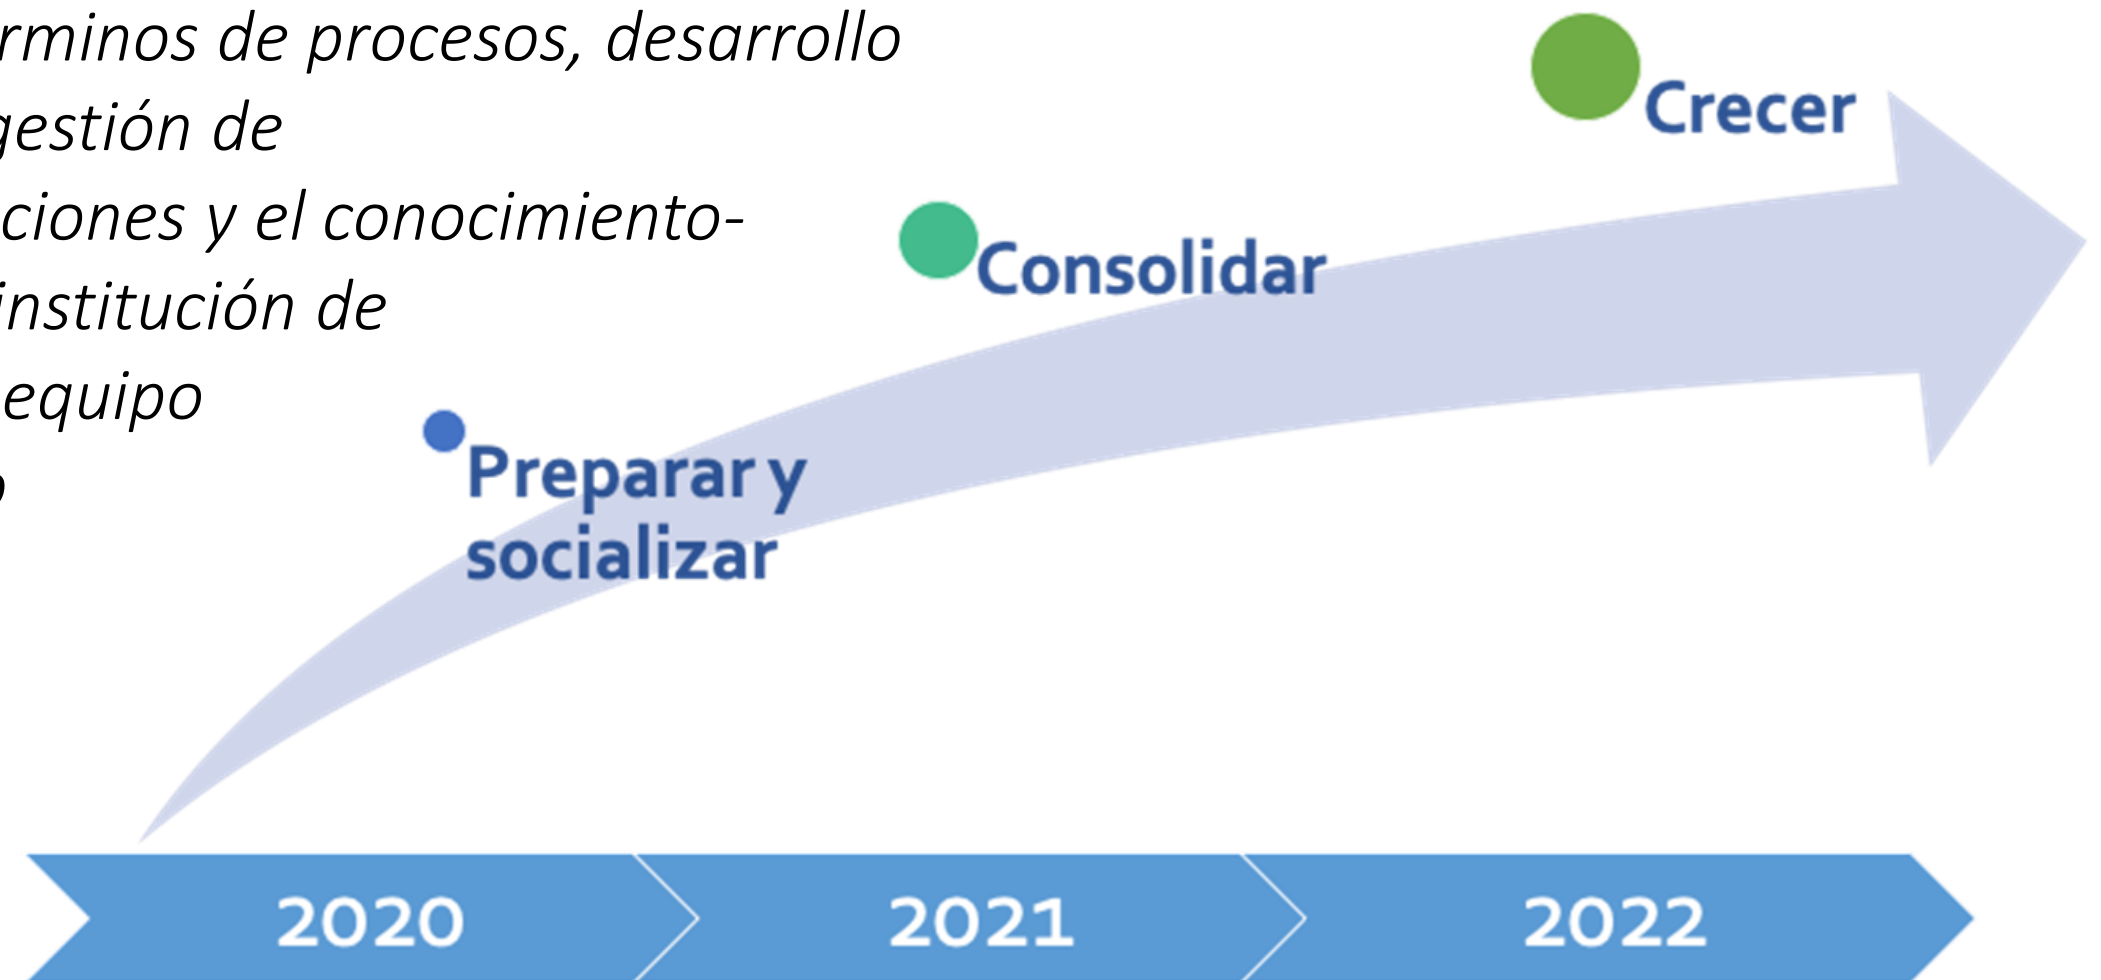 rminos de procesos, desarrollo
gestión de
ciones y el conocimiento-
institución de
equipo
Crecer
Consolidar
Preparar y
socializar
2020 2021 2022